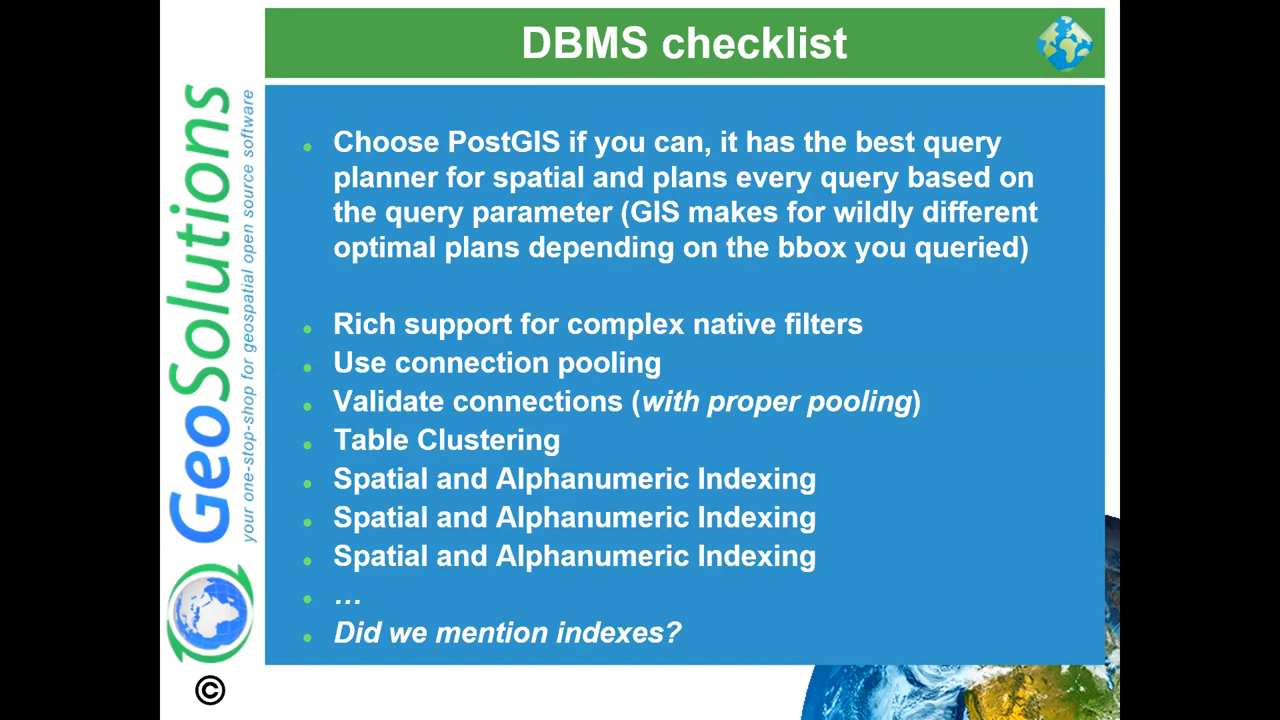 DBMS checklist
GeoSolutions
your one-stop-shop for geospatial open source software
©
• Choose PostGIS if you can, it has the best query
planner for spatial and plans every query based on
the query parameter (GIS makes for wildly different
optimal plans depending on the bbox you queried)
• Rich support for complex native filters
• Use connection pooling
• Validate connections (with proper pooling)
• Table Clustering
• Spatial and Alphanumeric Indexing
• Spatial and Alphanumeric Indexing
• Spatial and Alphanumeric Indexing
• …
• Did we mention indexes?